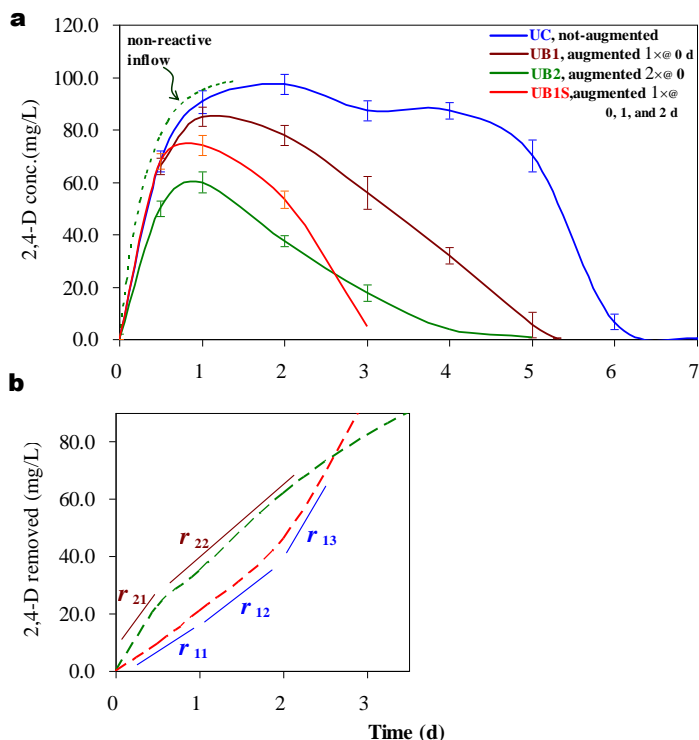 a
non-reactive
inflow
UC, not-augmented
UB1, augmented 1×@ 0 d
UB2, augmented 2×@ 0
UB1S,augmented 1×@
0, 1, and 2 d
2,4-D conc.(mg/L)
120.0
100.0
80.0
60.0
40.0
20.0
0.0
0 1 2 3 4 5 6 7
b
2,4-D removed (mg/L)
80.0
60.0
40.0
20.0
0.0
r 21
r 22
r 11
r 12
r 13
0 1 2 3
Time (d)